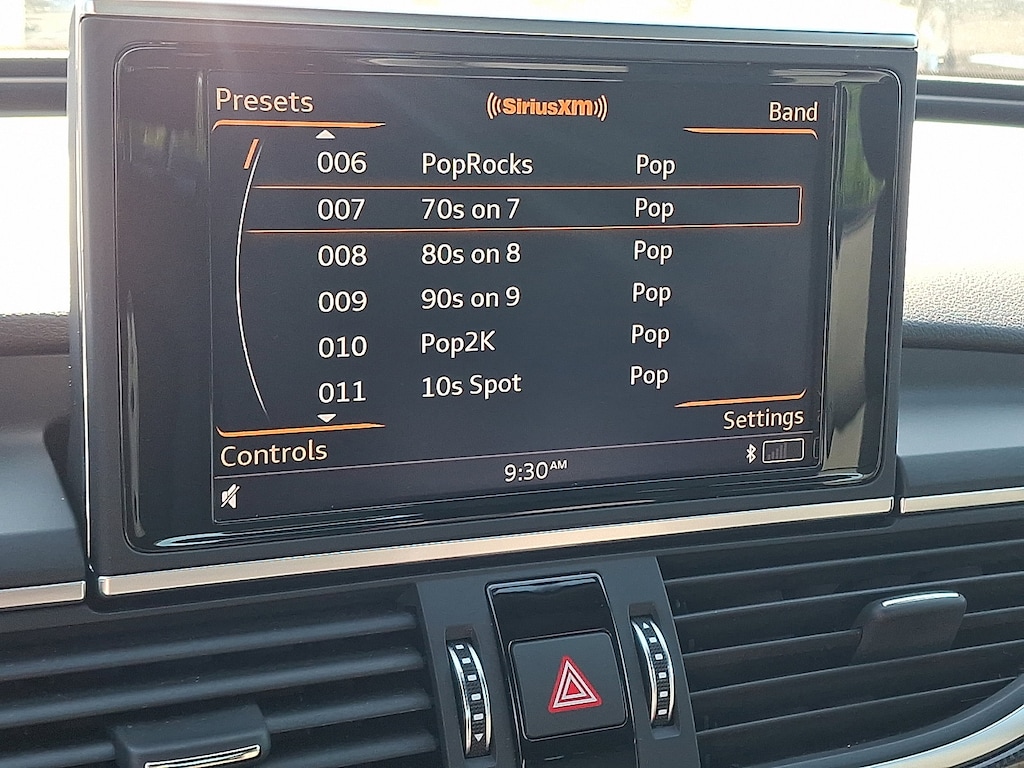 Presets
((SiriusXM))
Band
006 PopRocks Pop
007 70s on 7 Pop
008 80s on 8 Pop
009 90s on 9 Pop
010 Pop2K Pop
011 10s Spot Pop
Settings
Controls
9:30AM